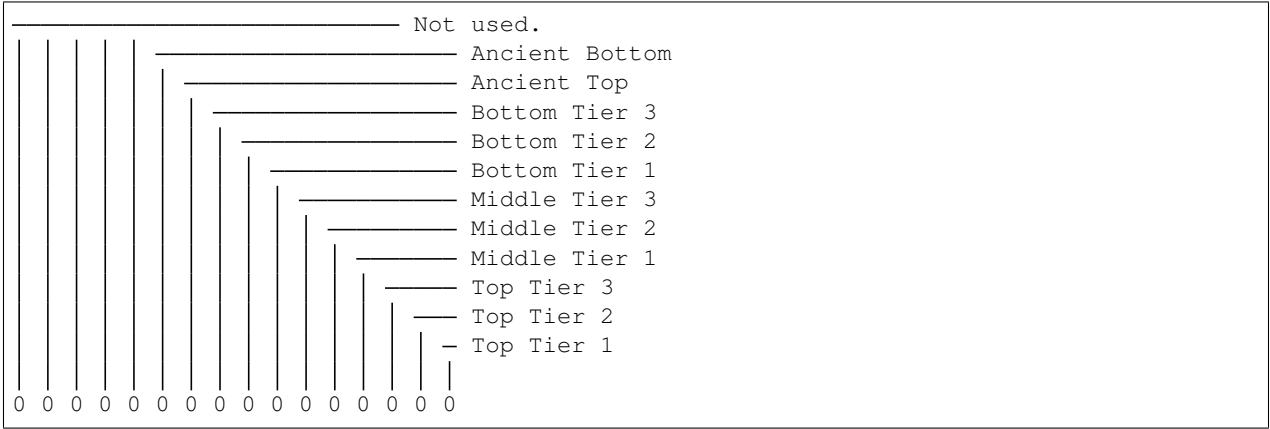 Not used.
Ancient Bottom
Ancient Top
Bottom Tier 3
Bottom Tier 2
Bottom Tier 1
Middle Tier 3
Middle Tier 2
Middle Tier 1
Top Tier 3
Top Tier 2
Top Tier 1
0 0 0 0 0 0 0 0 0 0 0 0 0 0 0 0